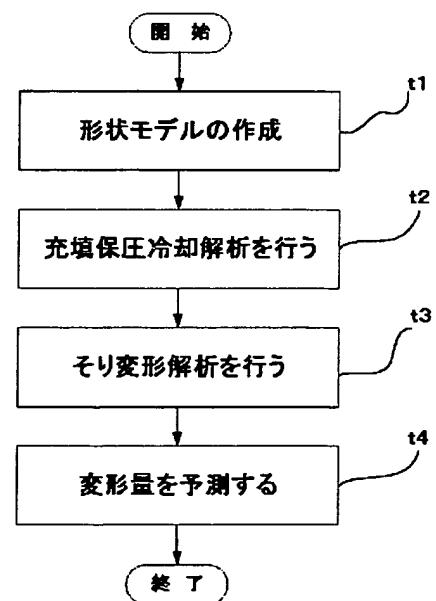 開 始
t1
形状モデルの作成
t2
充填保圧冷却解析を行う
t3
そり変形解析を行う
t4
変形量を予測する
終 了